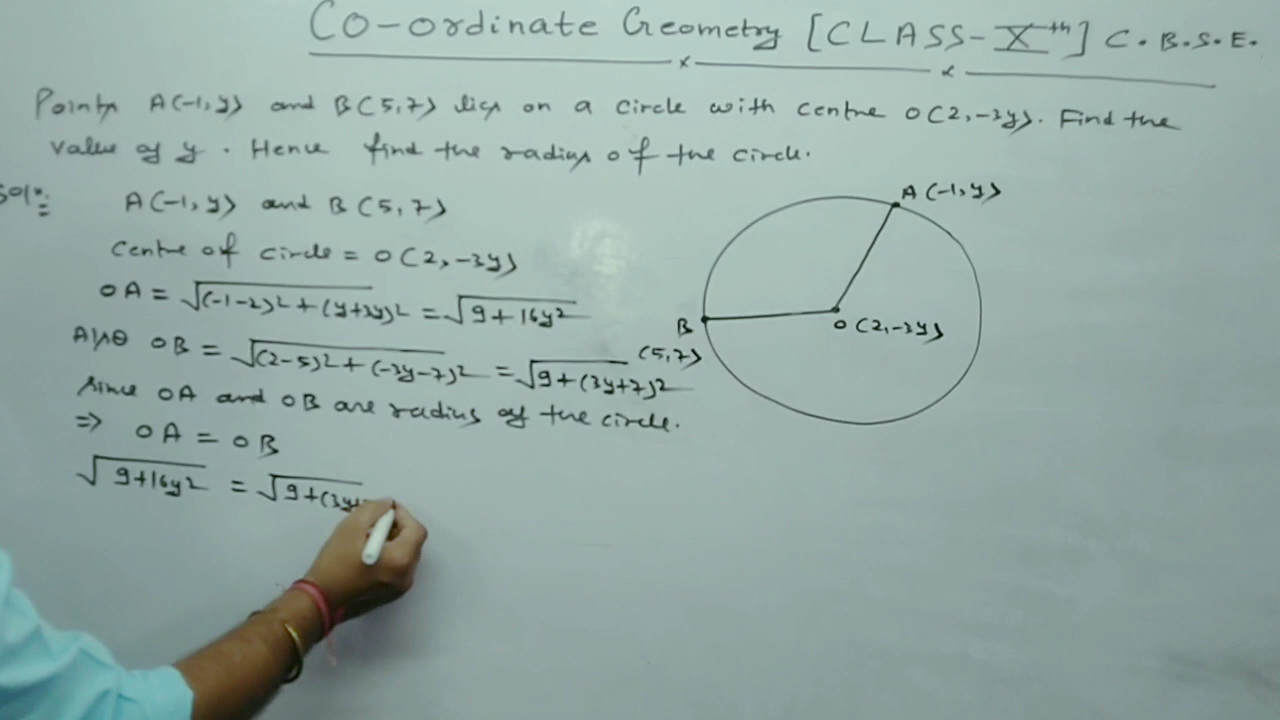 Co-ordinate Geometry [CLASS-Xth] C.B.S.E.
Points A(-1,y) and B(5,7) lies on a circle with centre O(2,-3y). Find the
value of y. Hence find the radius of the circle.
Soln:
A(-1,y) and B(5,7)
Centre of circle = O(2,-3y)
OA = √(-1-2)²+(y+3y)² = √9+16y²
Also OB = √(2-5)²+(-3y-7)² = √9+(3y+7)²
Since OA and OB are radius of the circle.
⇒ OA = OB
√9+16y² = √9+(3y+
A(-1,y)
B
(5,7)
O(2,-3y)